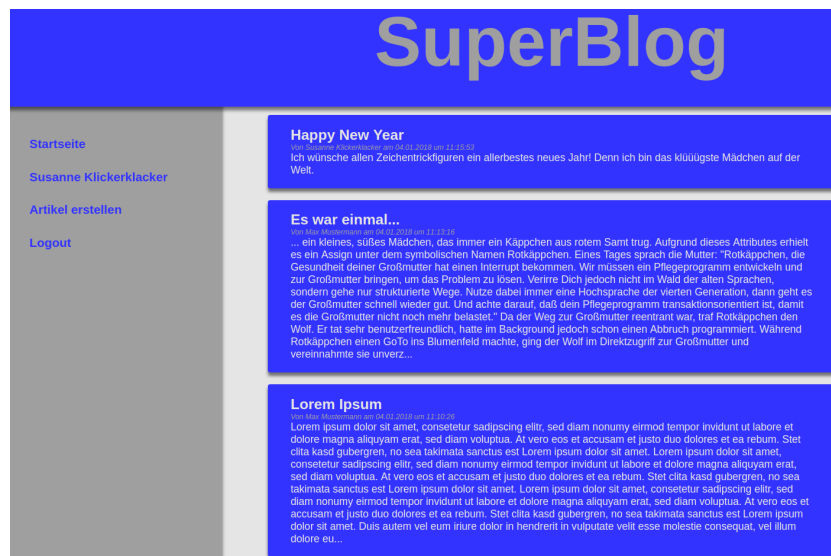 SuperBlog
Startseite
Susanne Klickerklacker
Artikel erstellen
Logout
Happy New Year
Von Susanne Klickerklacker am 04.01.2018 um 11:15:53
Ich wünsche allen Zeichentrickfiguren ein allerbestes neues Jahr! Denn ich bin das klüüügste Mädchen auf der
Welt.
Es war einmal...
Von Max Mustermann am 04.01.2018 um 11:13:16
... ein kleines, süßes Mädchen, das immer ein Käppchen aus rotem Samt trug. Aufgrund dieses Attributes erhielt
es ein Assign unter dem symbolischen Namen Rotkäppchen. Eines Tages sprach die Mutter: "Rotkäppchen, die
Gesundheit deiner Großmutter hat einen Interrupt bekommen. Wir müssen ein Pflegeprogramm entwickeln und
zur Großmutter bringen, um das Problem zu lösen. Verirre Dich jedoch nicht im Wald der alten Sprachen,
sondern gehe nur strukturierte Wege. Nutze dabei immer eine Hochsprache der vierten Generation, dann geht es
der Großmutter schnell wieder gut. Und achte darauf, daß dein Pflegeprogramm transaktionsorientiert ist, damit
es die Großmutter nicht noch mehr belastet." Da der Weg zur Großmutter reentrant war, traf Rotkäppchen den
Wolf. Er tat sehr benutzerfreundlich, hatte im Background jedoch schon einen Abbruch programmiert. Während
Rotkäppchen einen GoTo ins Blumenfeld machte, ging der Wolf im Direktzugriff zur Großmutter und
vereinnahmte sie unverz...
Lorem Ipsum
Von Max Mustermann am 04.01.2018 um 11:10:26
Lorem ipsum dolor sit amet, consetetur sadipscing elitr, sed diam nonumy eirmod tempor invidunt ut labore et
dolore magna aliquyam erat, sed diam voluptua. At vero eos et accusam et justo duo dolores et ea rebum. Stet
clita kasd gubergren, no sea takimata sanctus est Lorem ipsum dolor sit amet. Lorem ipsum dolor sit amet,
consetetur sadipscing elitr, sed diam nonumy eirmod tempor invidunt ut labore et dolore magna aliquyam erat,
sed diam voluptua. At vero eos et accusam et justo duo dolores et ea rebum. Stet clita kasd gubergren, no sea
takimata sanctus est Lorem ipsum dolor sit amet. Lorem ipsum dolor sit amet, consetetur sadipscing elitr, sed
diam nonumy eirmod tempor invidunt ut labore et dolore magna aliquyam erat, sed diam voluptua. At vero eos et
accusam et justo duo dolores et ea rebum. Stet clita kasd gubergren, no sea takimata sanctus est Lorem ipsum
dolor sit amet. Duis autem vel eum iriure dolor in hendrerit in vulputate velit esse molestie consequat, vel illum
dolore eu...